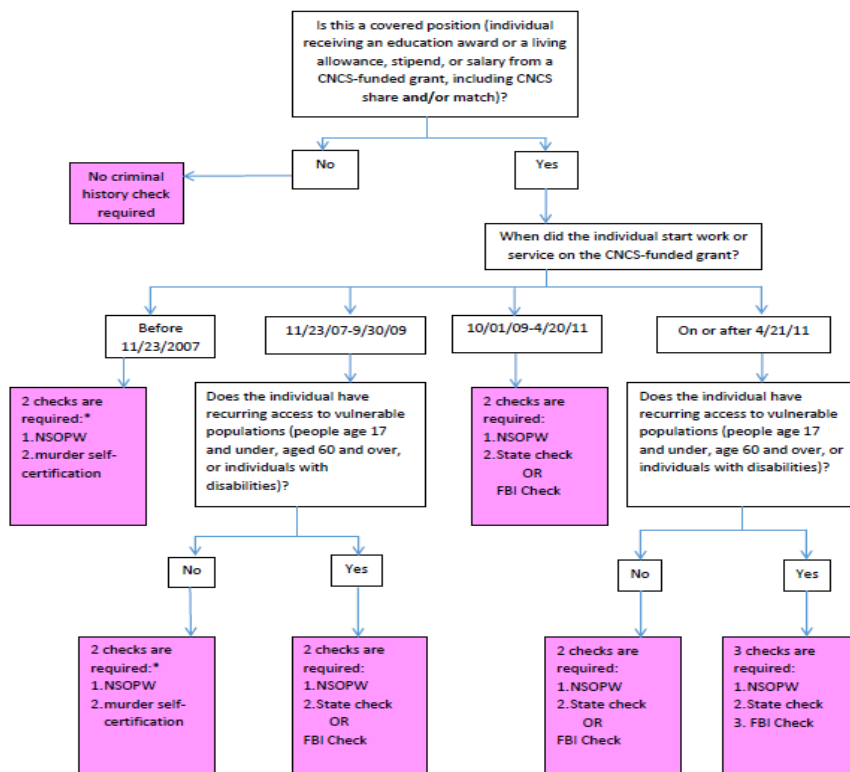 Is this a covered position (individual
receiving an education award or a living
allowance, stipend, or salary from a
CNCS-funded grant, including CNCS
share and/or match)?
No
Yes
No criminal
history check
required
When did the individual start work or
service on the CNCS-funded grant?
Before
11/23/2007
11/23/07-9/30/09
10/01/09-4/20/11
On or after 4/21/11
2 checks are
required:*
1.NSOPW
2.murder self-
certification
Does the individual have
recurring access to vulnerable
populations (people age 17
and under, aged 60 and over,
or individuals with
disabilities)?
2 checks are
required:
1.NSOPW
2.State check
OR
FBI Check
Does the individual have
recurring access to vulnerable
populations (people age 17 and
under, age 60 and over, or
individuals with disabilities)?
No
Yes
No
Yes
2 checks are
required:*
1.NSOPW
2.murder self-
certification
2 checks are
required:
1.NSOPW
2.State check
OR
FBI Check
2 checks are
required:
1.NSOPW
2.State check
OR
FBI Check
3 checks are
required:
1.NSOPW
2.State check
3. FBI Check